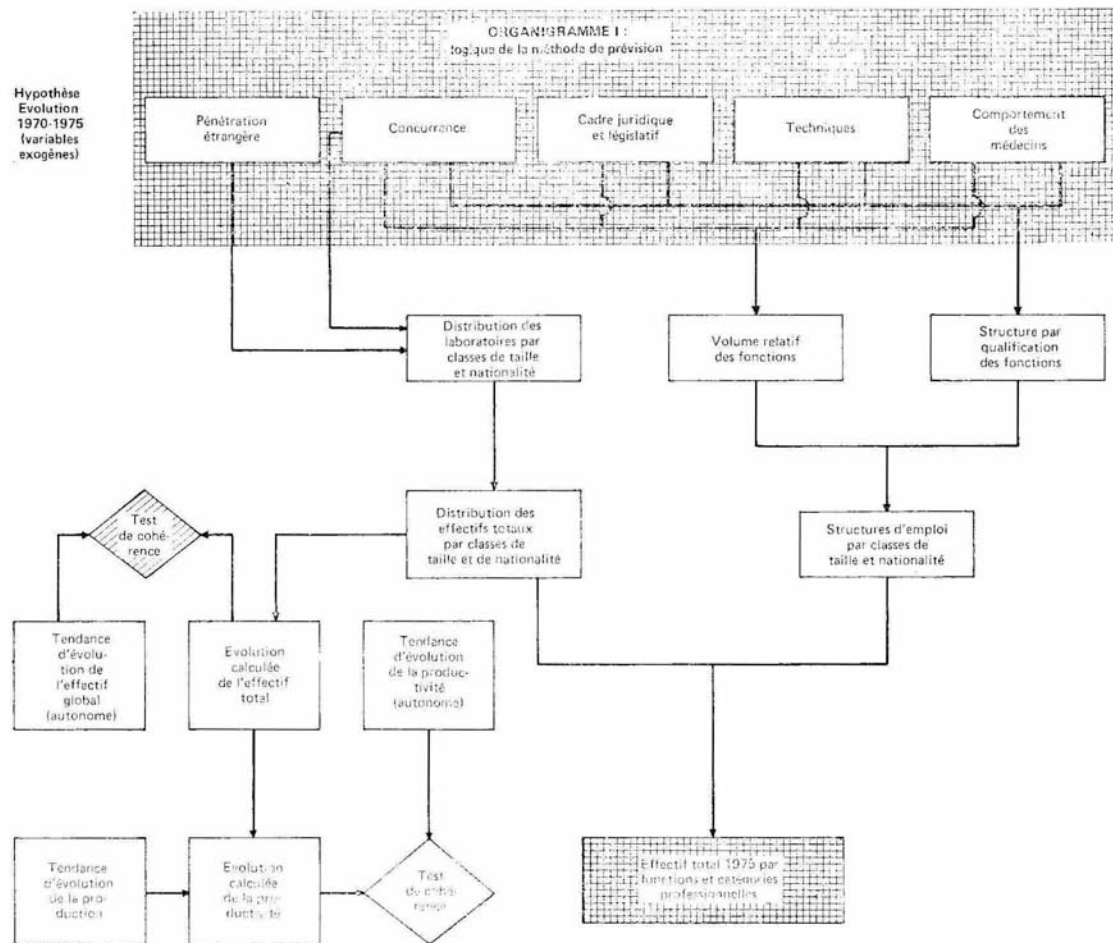 ORGANIGRAMME I :
logique de la méthode de prévision
Hypothèse
Evolution
1970-1975
(variables
exogènes)
Pénétration
étrangère
Concurrence
Cadre juridique
et législatif
Techniques
Comportement
des
médecins
Distribution des
laboratoires par
classes de taille
et nationalité
Volume relatif
des fonctions
Structure par
qualification
des fonctions
Test
de cohé-
rence
Distribution des
effectifs totaux
par classes de
taille et de nationalité
Structures d'emploi
par classes de
taille et nationalité
Tendance
d'évolu-
tion de
l'effectif
global
(autonome)
Evolution
calculée
de l'effectif
total
Tendance
d'évolution
de la produc-
tivité
(autonome)
Tendance
d'évolution
de la pro-
duction
Evolution
calculée
de la pro-
ductivité
Test
de cohé-
rence
Effectif total 1975 par
fonctions et catégories
professionnelles